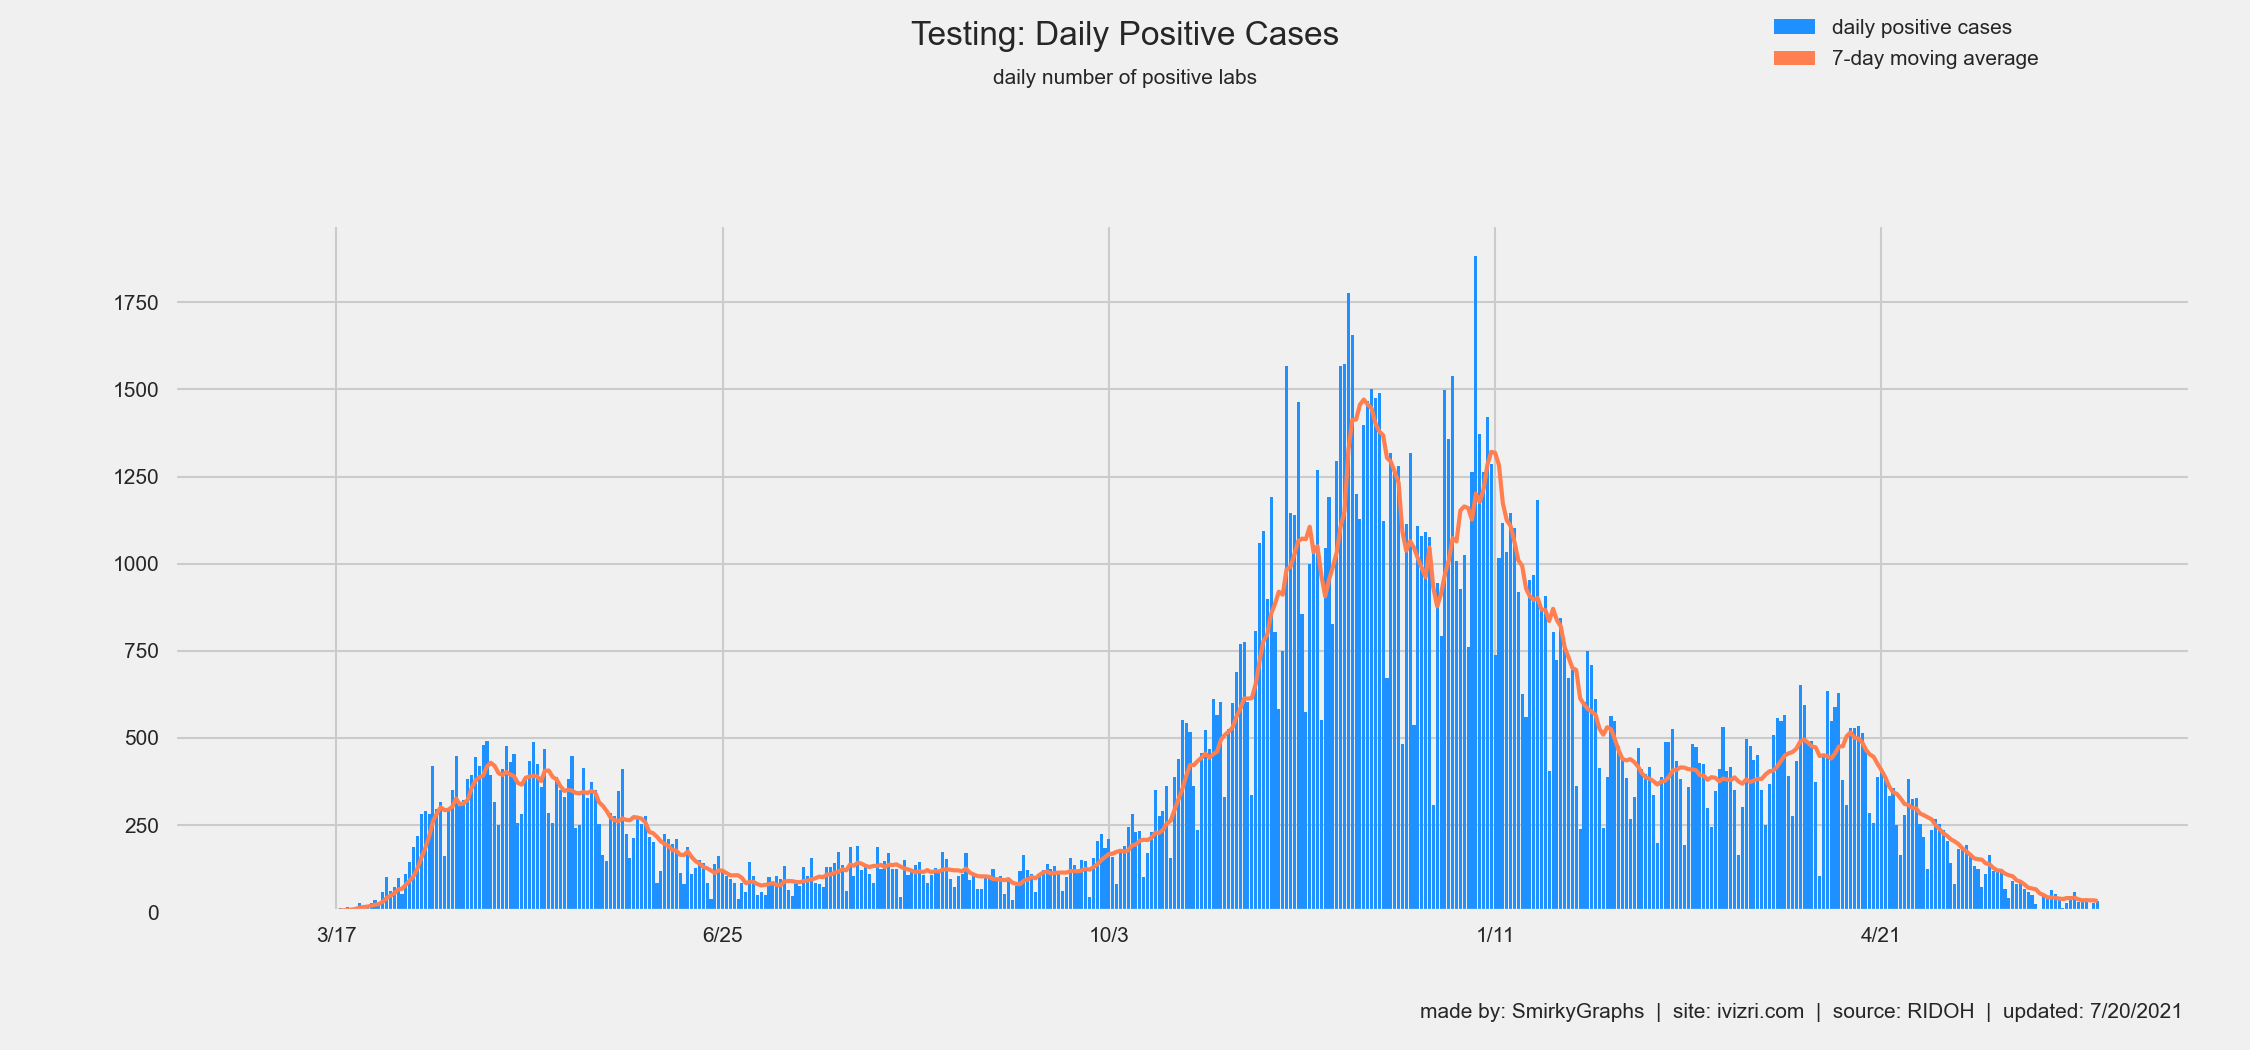 Testing: Daily Positive Cases
daily number of positive labs
daily positive cases
7-day moving average
1750
1500
1250
1000
750
500
250
0
3/17
6/25
10/3
1/11
4/21
made by: SmirkyGraphs | site: ivizri.com | source: RIDOH | updated: 7/20/2021